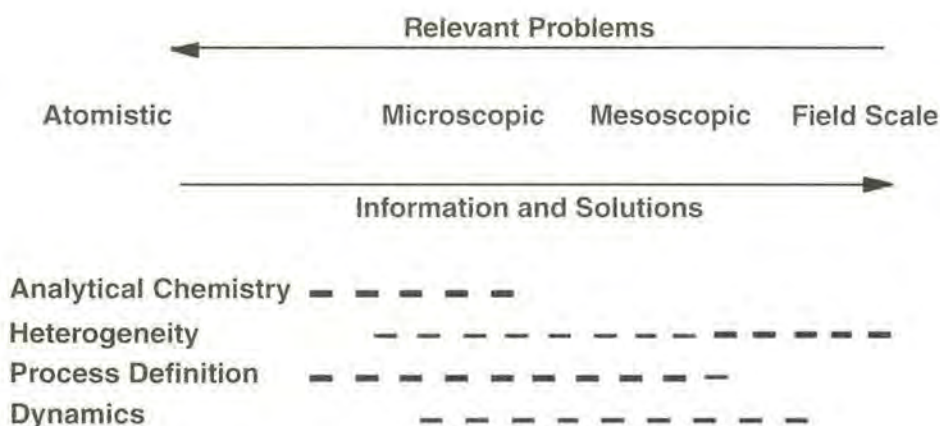 Relevant Problems
Atomistic Microscopic Mesoscopic Field Scale
Information and Solutions
Analytical Chemistry
Heterogeneity
Process Definition
Dynamics